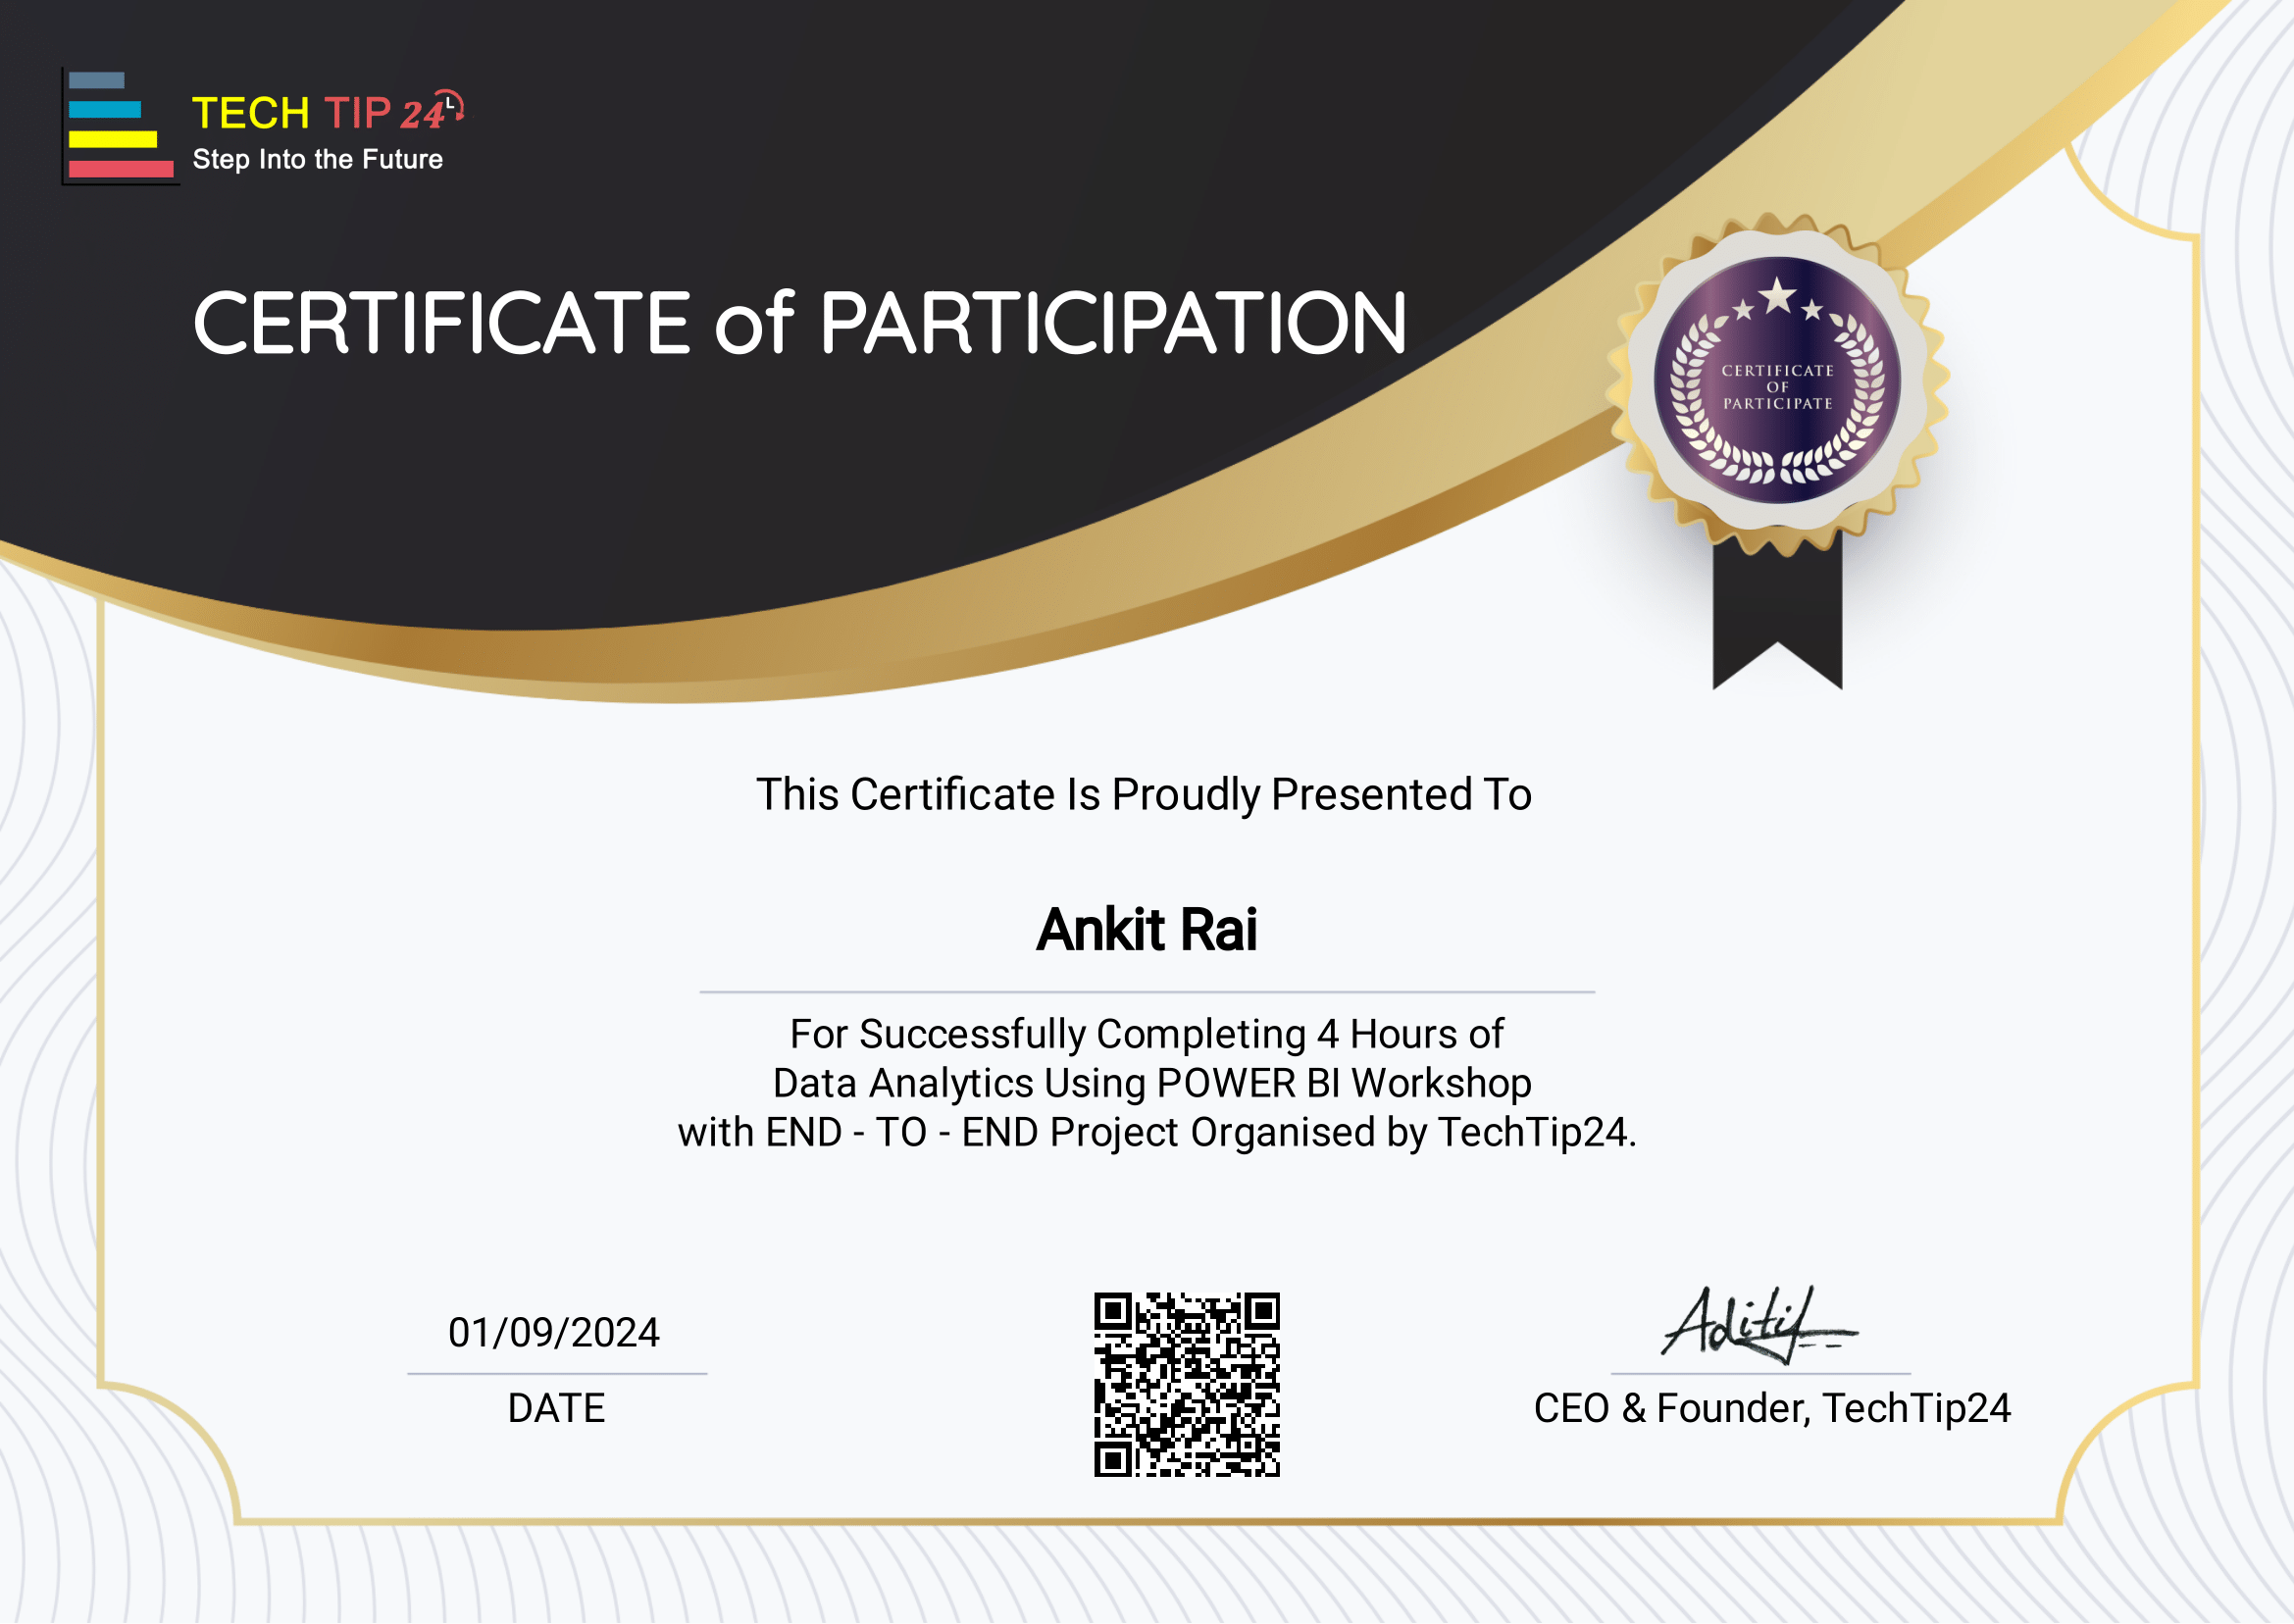 TECH TIP 24
Step Into the Future
CERTIFICATE of PARTICIPATION
CERTIFICATE
OF
PARTICIPATE
This Certificate Is Proudly Presented To
Ankit Rai
For Successfully Completing 4 Hours of
Data Analytics Using POWER BI Workshop
with END - TO - END Project Organised by TechTip24.
01/09/2024
DATE
CEO & Founder, TechTip24